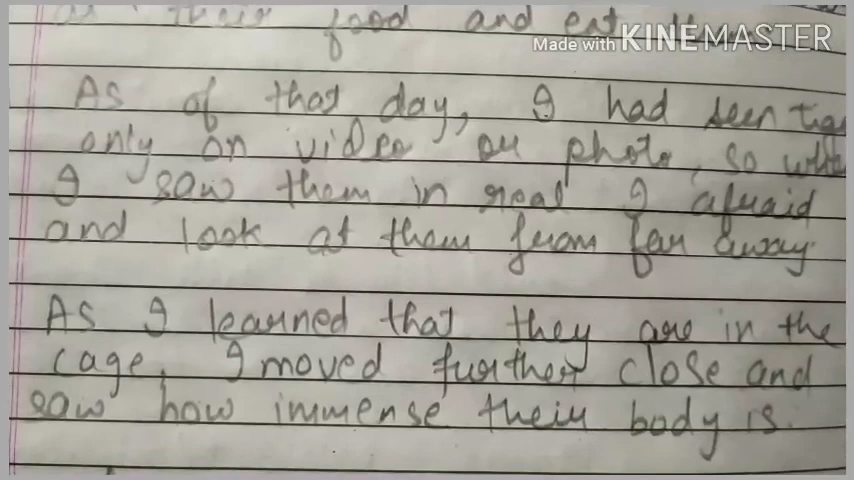 their food and eat
Made with KINEMASTER
As of that day, I had seen
only on video or photo, so
I saw them in real I afraid
and look at them from far away.
As I learned that they are in the
cage, I moved further close and
saw how immense their body is.